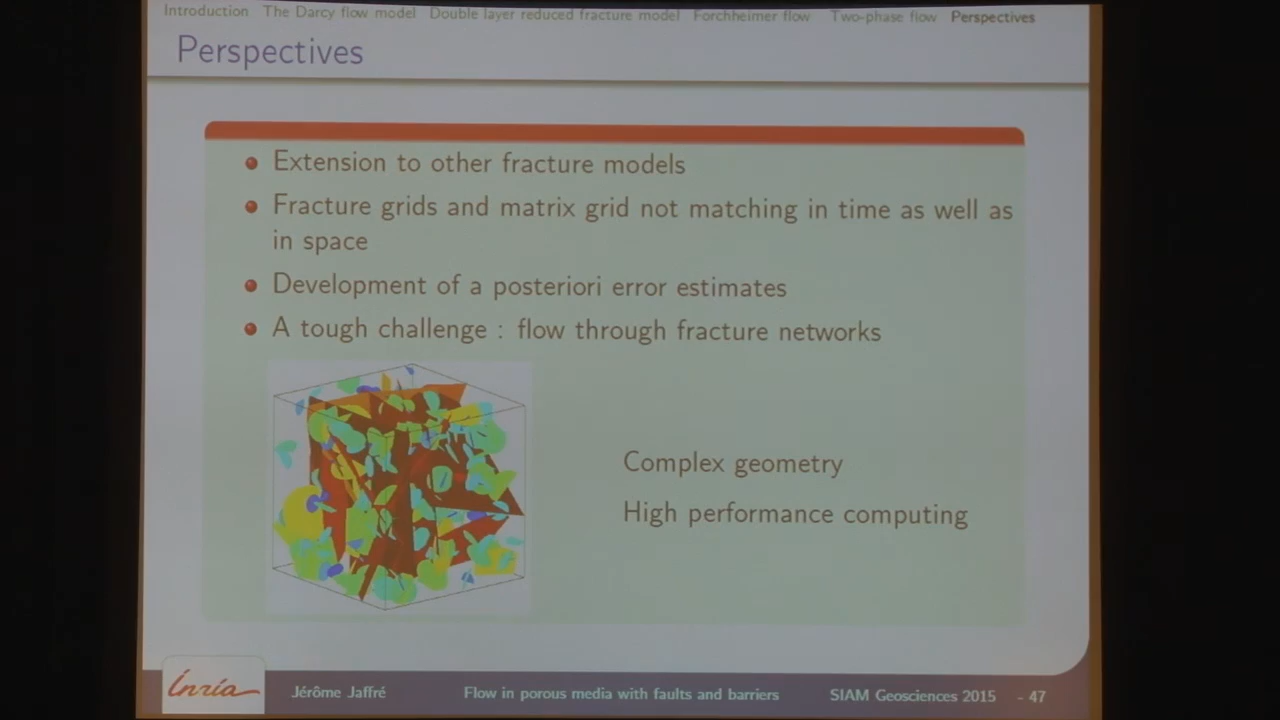 Introduction The Darcy flow model Double layer reduced fracture model Forchheimer flow Two-phase flow Perspectives
Perspectives
Extension to other fracture models
Fracture grids and matrix grid not matching in time as well as
in space
Development of a posteriori error estimates
A tough challenge : flow through fracture networks
Complex geometry
High performance computing
Inría Jérôme Jaffré Flow in porous media with faults and barriers SIAM Geosciences 2015 - 47